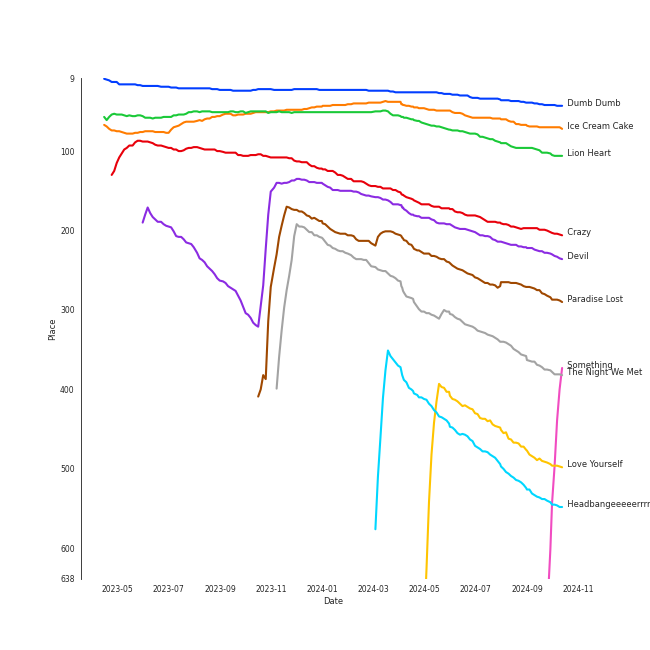 9
100
200
300
400
500
600
638
Place
2023-05
2023-07
2023-09
2023-11
2024-01
2024-03
2024-05
2024-07
2024-09
2024-11
Date
Dumb Dumb
Ice Cream Cake
Lion Heart
Crazy
Devil
Paradise Lost
Something
The Night We Met
Love Yourself
Headbangeeeeerrrr